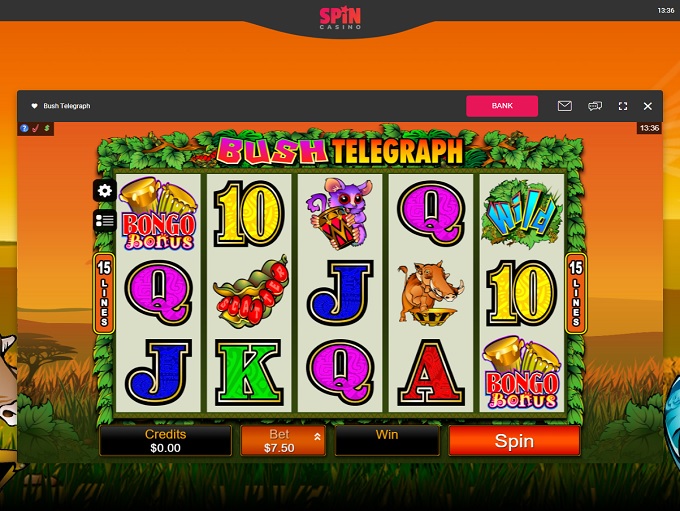 SPIN
CASINO
13:36
Bush Telegraph
BANK
13:36
BUSH TELEGRAPH
BONGO
Bonus
10
Q
Wild
15
LINES
Q
J
10
15
LINES
J
K
Q
A
BONGO
Bonus
Credits
$0.00
Bet
$7.50
Win
Spin